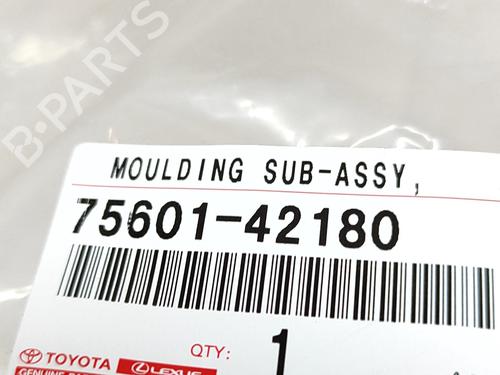 B-PARTS
MOULDING SUB-ASSY,
75601-42180
QTY: 1
TOYOTA LEXUS